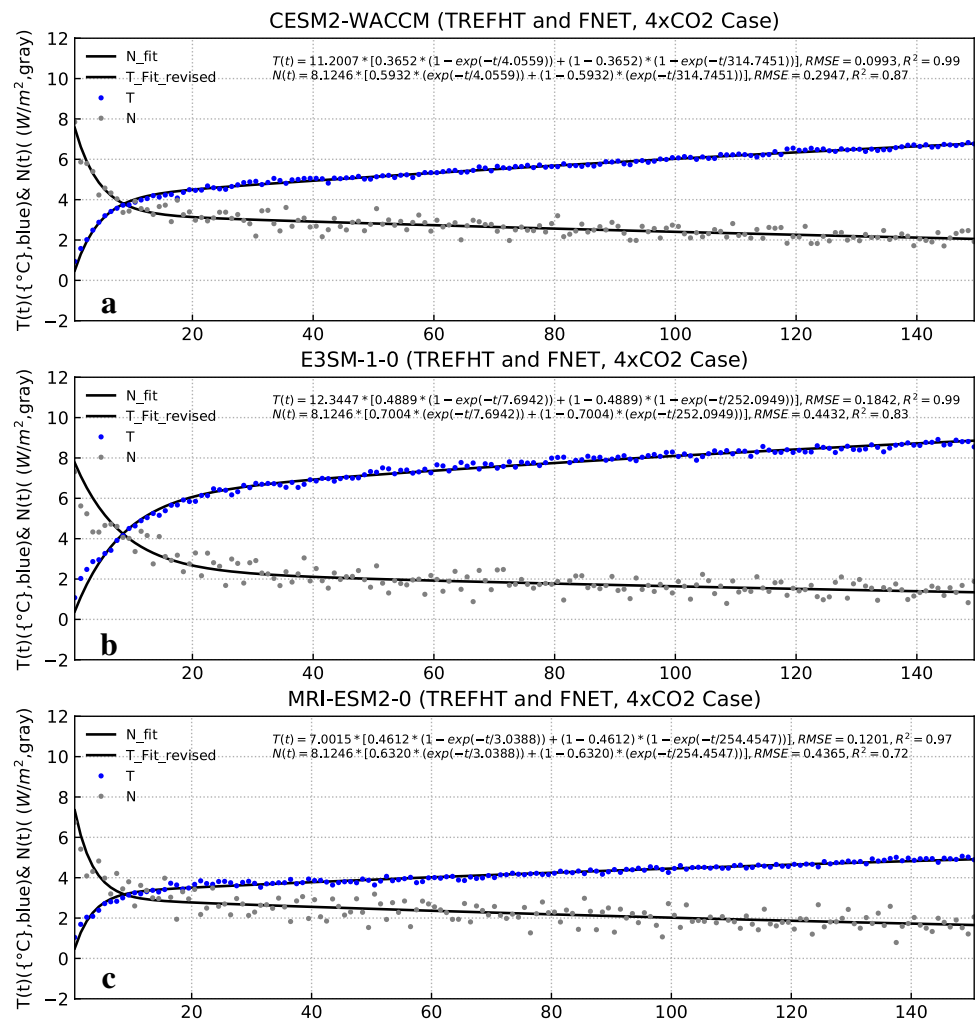 CESM2-WACCM (TREFHT and FNET, 4xCO2 Case)
T(t)({°C},blue)& N(t)( (W/m²,gray)
12
10
8
6
4
2
0
−2
N_fit
T_Fit_revised
T
N
T(t) = 11.2007 * [0.3652 * (1 − exp(−t/4.0559)) + (1 − 0.3652) * (1 − exp(−t/314.7451))], RMSE = 0.0993, R² = 0.99
N(t) = 8.1246 * [0.5932 * (exp(−t/4.0559)) + (1 − 0.5932) * (exp(−t/314.7451))], RMSE = 0.2947, R² = 0.87
a
20 40 60 80 100 120 140
E3SM-1-0 (TREFHT and FNET, 4xCO2 Case)
T(t)({°C},blue)& N(t)( (W/m²,gray)
12
10
8
6
4
2
0
−2
N_fit
T_Fit_revised
T
N
T(t) = 12.3447 * [0.4889 * (1 − exp(−t/7.6942)) + (1 − 0.4889) * (1 − exp(−t/252.0949))], RMSE = 0.1842, R² = 0.99
N(t) = 8.1246 * [0.7004 * (exp(−t/7.6942)) + (1 − 0.7004) * (exp(−t/252.0949))], RMSE = 0.4432, R² = 0.83
b
20 40 60 80 100 120 140
MRI-ESM2-0 (TREFHT and FNET, 4xCO2 Case)
T(t)({°C},blue)& N(t)( (W/m²,gray)
12
10
8
6
4
2
0
−2
N_fit
T_Fit_revised
T
N
T(t) = 7.0015 * [0.4612 * (1 − exp(−t/3.0388)) + (1 − 0.4612) * (1 − exp(−t/254.4547))], RMSE = 0.1201, R² = 0.97
N(t) = 8.1246 * [0.6320 * (exp(−t/3.0388)) + (1 − 0.6320) * (exp(−t/254.4547))], RMSE = 0.4365, R² = 0.72
c
20 40 60 80 100 120 140